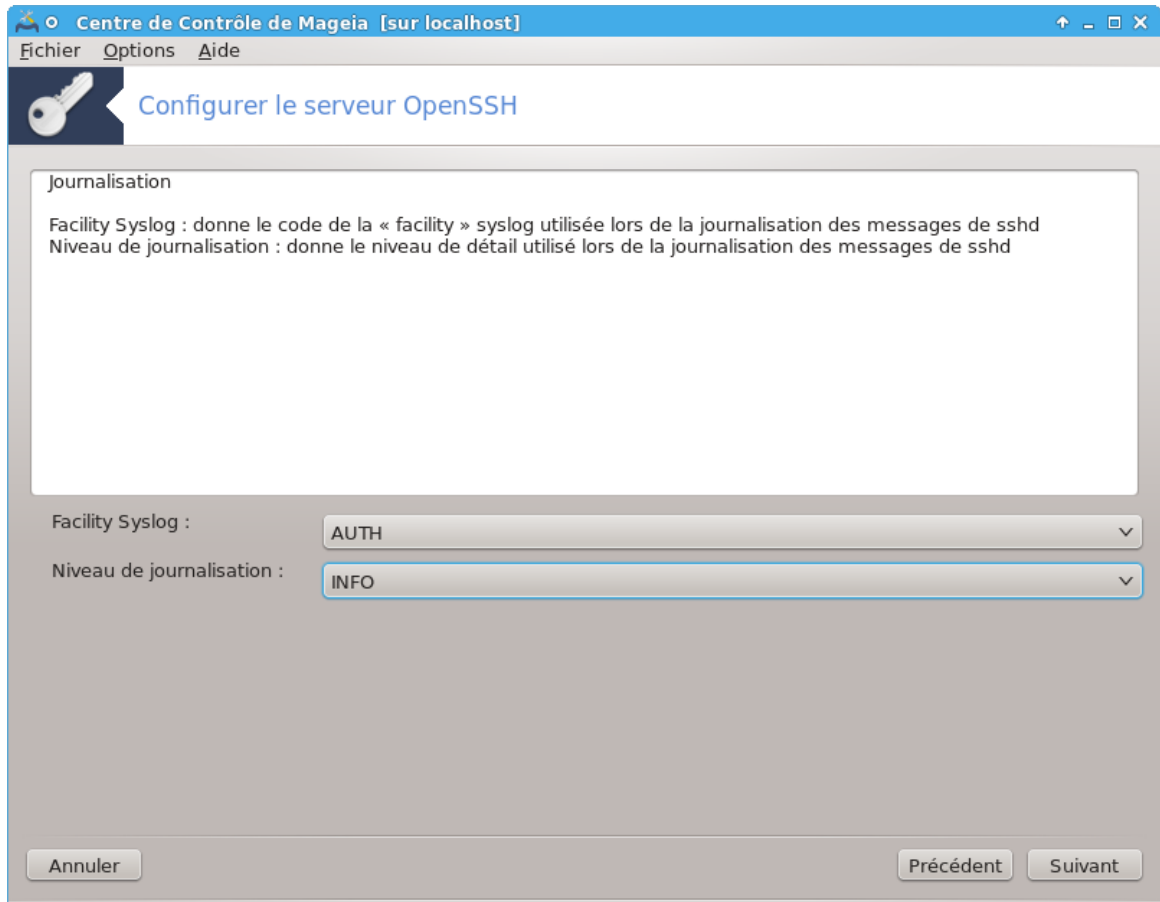 Centre de Contrôle de Mageia [sur localhost]
Fichier Options Aide
Configurer le serveur OpenSSH
Journalisation
Facility Syslog : donne le code de la « facility » syslog utilisée lors de la journalisation des messages de sshd
Niveau de journalisation : donne le niveau de détail utilisé lors de la journalisation des messages de sshd
Facility Syslog :
AUTH
Niveau de journalisation :
INFO
Annuler
Précédent
Suivant